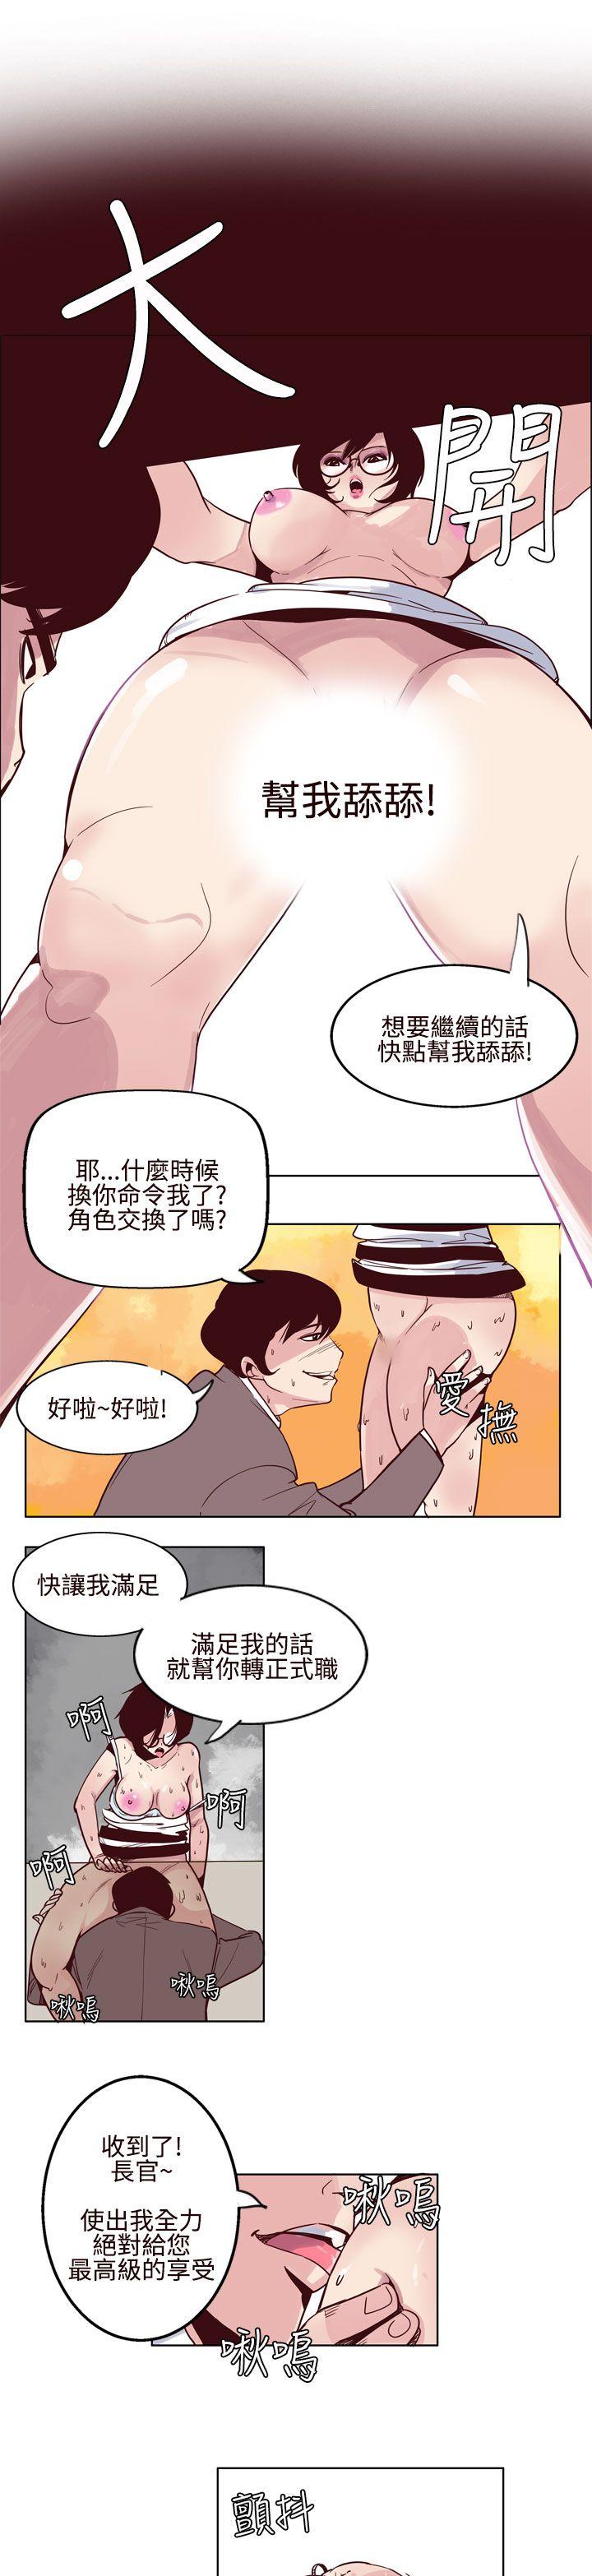 大
開
幫我舔舔!
想要繼續的話
快點幫我舔舔!
耶...什麼時候
換你命令我了?
角色交換了嗎?
愛撫
好啦~好啦!
快讓我滿足
滿足我的話
就幫你轉正式職
啊
啊
啊
啾嗚
啾嗚
收到了!
長官~
使出我全力
絕對給您
最高級的享受
啾嗚
啾嗚
顫抖